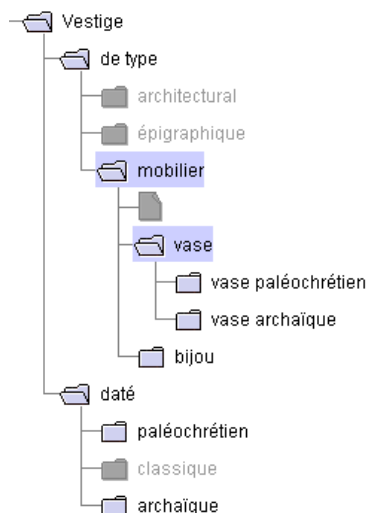 Vestige
de type
architectural
épigraphique
mobilier
vase
vase paléochrétien
vase archaïque
bijou
daté
paléochrétien
classique
archaïque